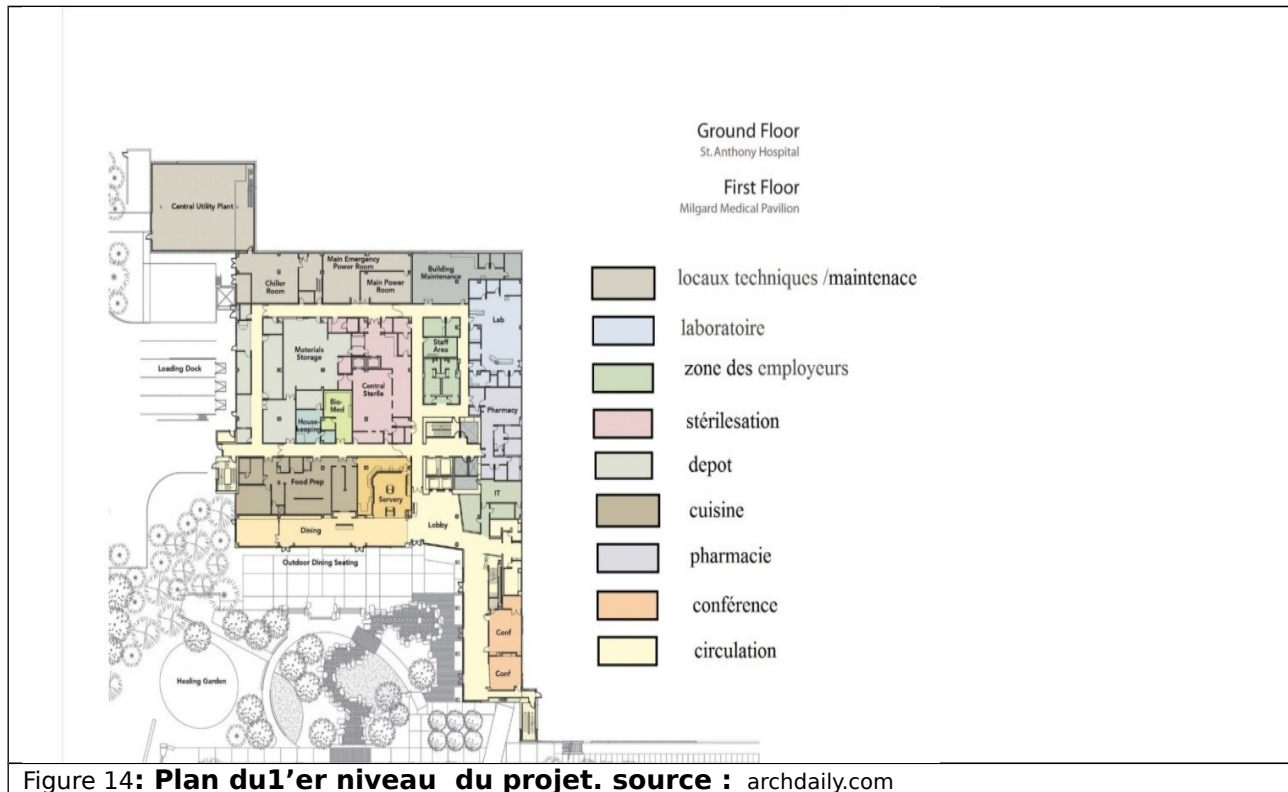 Ground Floor
St. Anthony Hospital
First Floor
Milgard Medical Pavilion
Central Utility Plant
Chiller
Room
Main Emergency
Power Room
Main Power
Room
Building
Maintenance
Lab
Materials
Storage
Staff
Area
Central
Sterile
Loading Dock
Bio-
Med
House-
keeping
Pharmacy
Food Prep
Servery
IT
Dining
Lobby
Outdoor Dining Seating
Conf
Conf
Healing Garden
locaux techniques /maintenace
laboratoire
zone des employeurs
stérilesation
depot
cuisine
pharmacie
conférence
circulation
Figure 14: Plan du1’er niveau du projet. source : archdaily.com